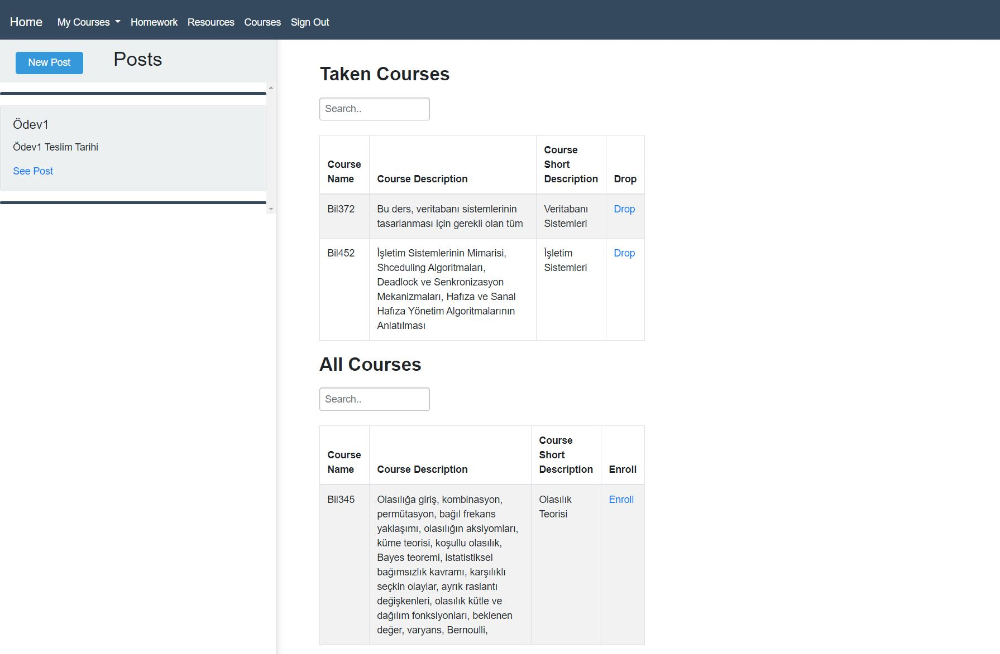 Home My Courses Homework Resources Courses Sign Out
New Post Posts
Ödev1
Ödev1 Teslim Tarihi
See Post
Taken Courses
Search..
Course Name Course Description Course Short Description Drop
Bil372 Bu ders, veritabanı sistemlerinin Veritabanı Drop
tasarlanması için gerekli olan tüm Sistemleri
Bil452 İşletim Sistemlerinin Mimarisi, İşletim Drop
Shceduling Algoritmaları, Sistemleri
Deadlock ve Senkronizasyon
Mekanizmaları, Hafıza ve Sanal
Hafıza Yönetim Algoritmalarının
Anlatılması
All Courses
Search..
Course Name Course Description Course Short Description Enroll
Bil345 Olasılığa giriş, kombinasyon, Olasılık Enroll
permütasyon, bağıl frekans Teorisi
yaklaşımı, olasılığın aksiyomları,
küme teorisi, koşullu olasılık,
Bayes teoremi, istatistiksel
bağımsızlık kavramı, karşılıklı
seçkin olaylar, ayrık raslantı
değişkenleri, olasılık kütle ve
dağılım fonksiyonları, beklenen
değer, varyans, Bernoulli,